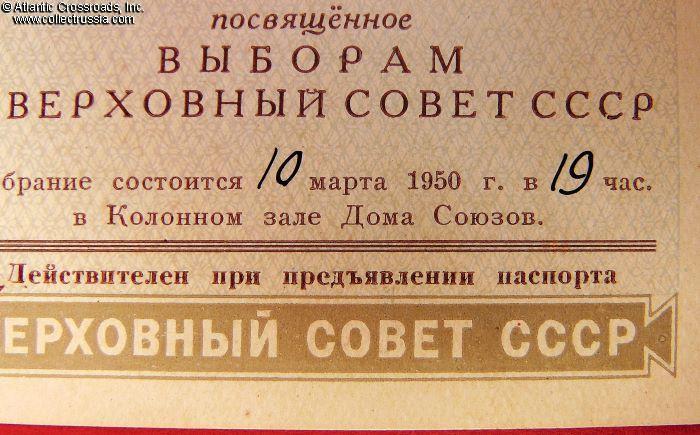 © Atlantic Crossroads, Inc.
www.collectrussia.com
посвящённое
ВЫБОРАМ
ВЕРХОВНЫЙ СОВЕТ СССР
брание состоится 10 марта 1950 г. в 19 час.
в Колонном зале Дома Союзов.
Действителен при предъявлении паспорта
ЕРХОВНЫЙ СОВЕТ СССР